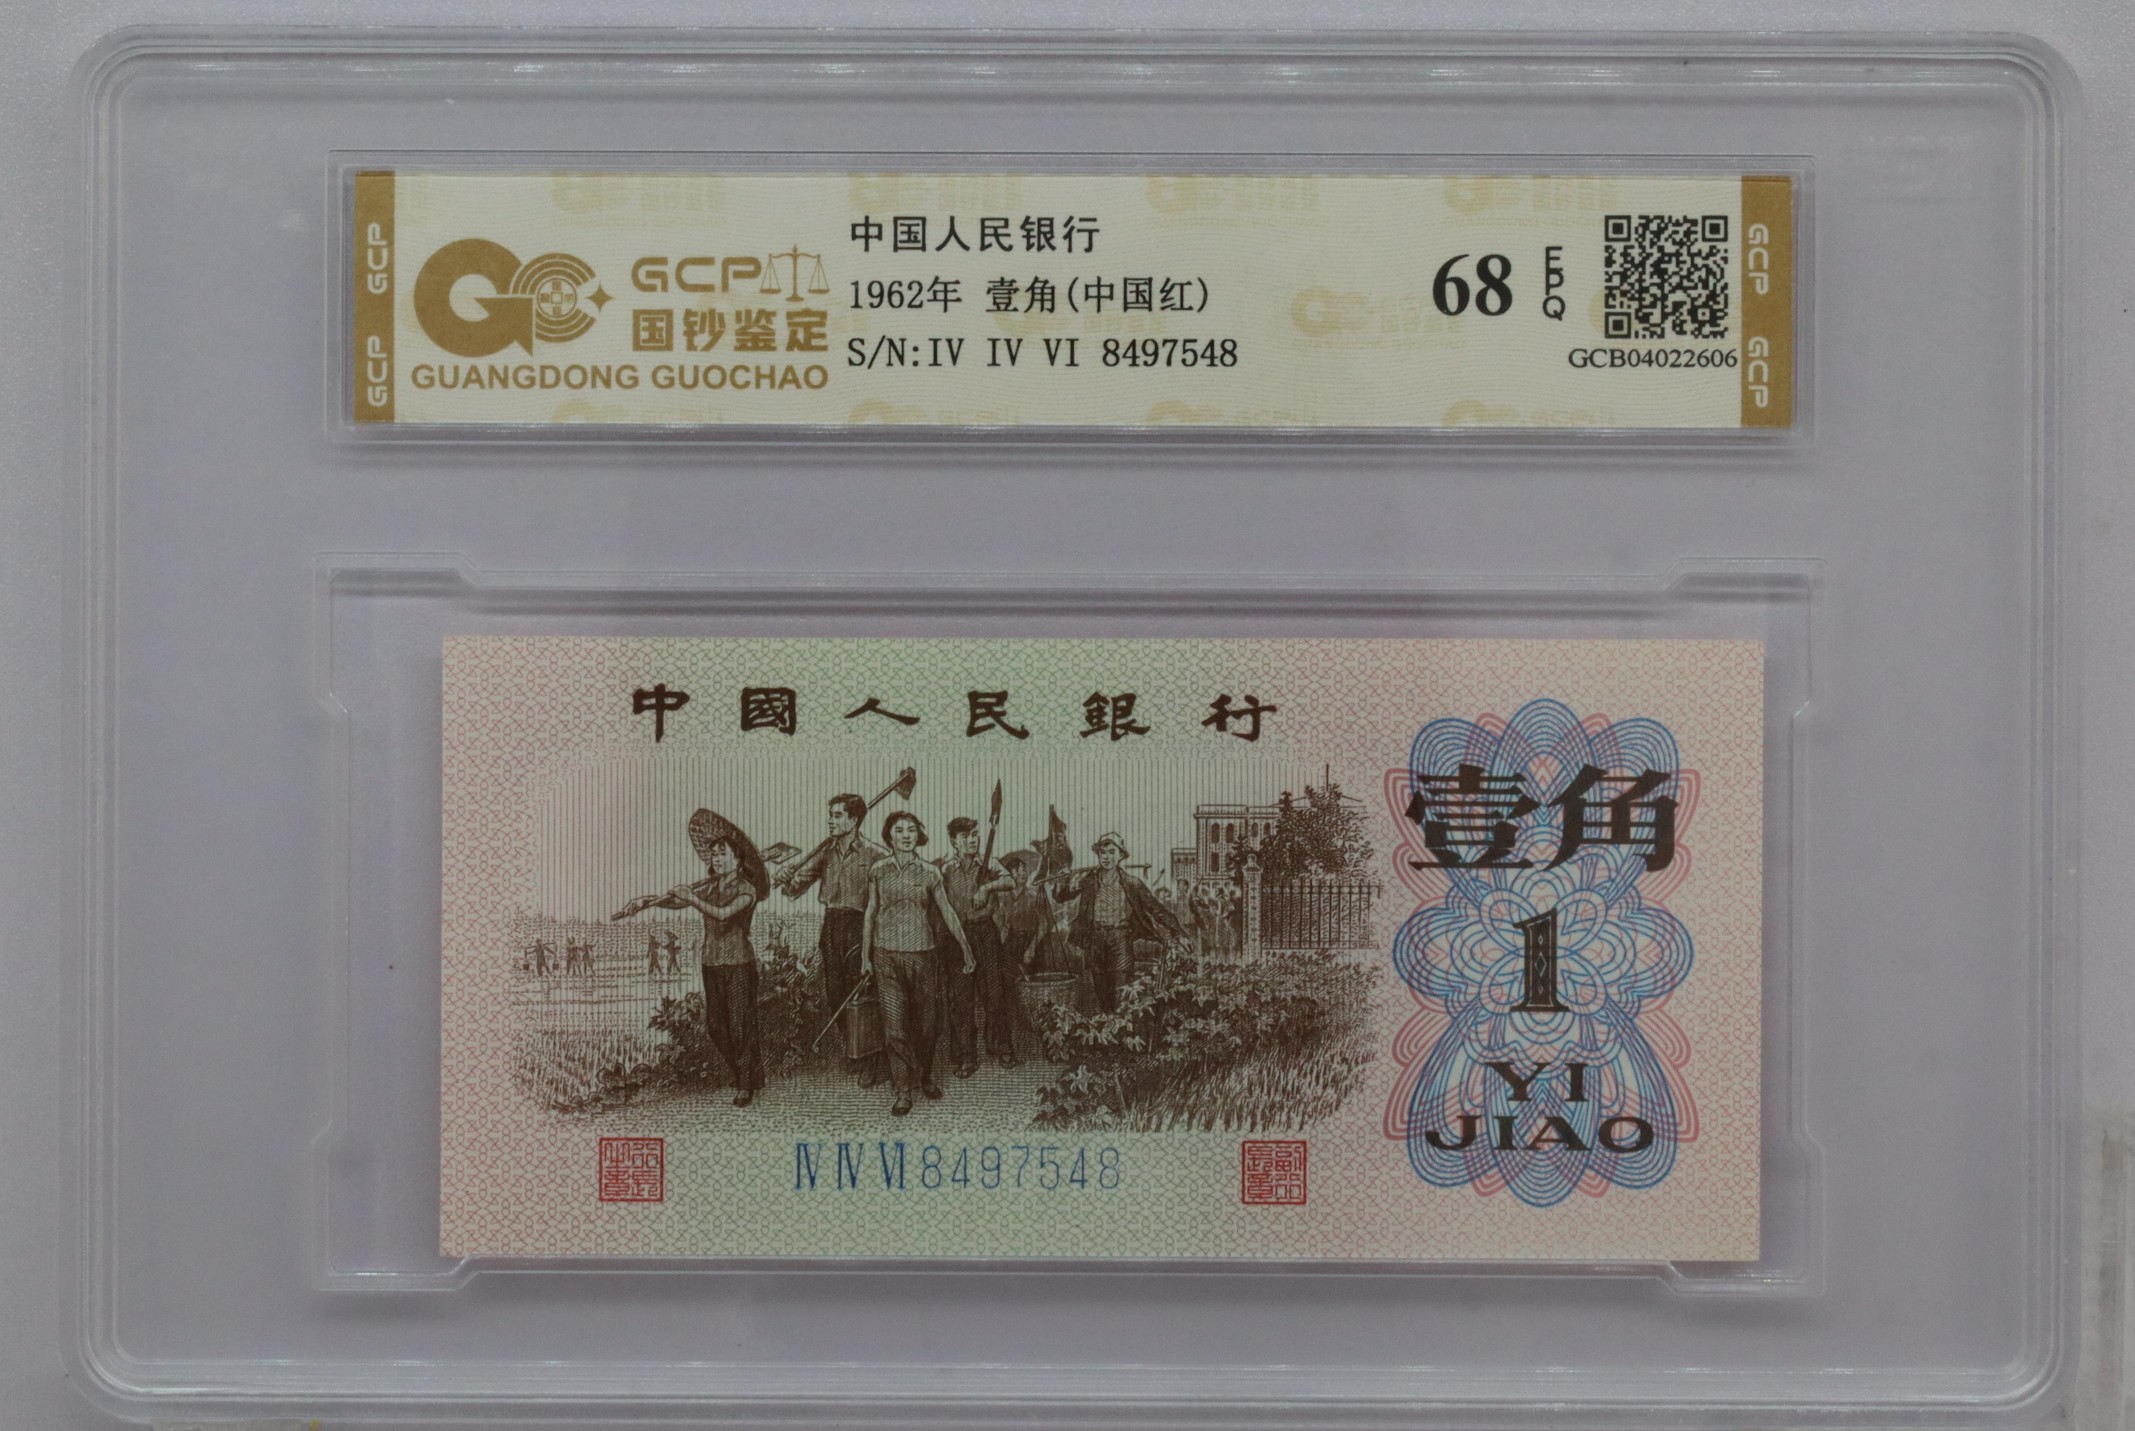 GCP GCP
GCP
国钞鉴定
GUANGDONG GUOCHAO
中国人民银行
1962年 壹角(中国红)
S/N:IV IV VI 8497548
68 EPQ
GCB04022606
GCP GCP
中國人民銀行
壹角
1
YI
JIAO
ⅣⅣⅥ8497548